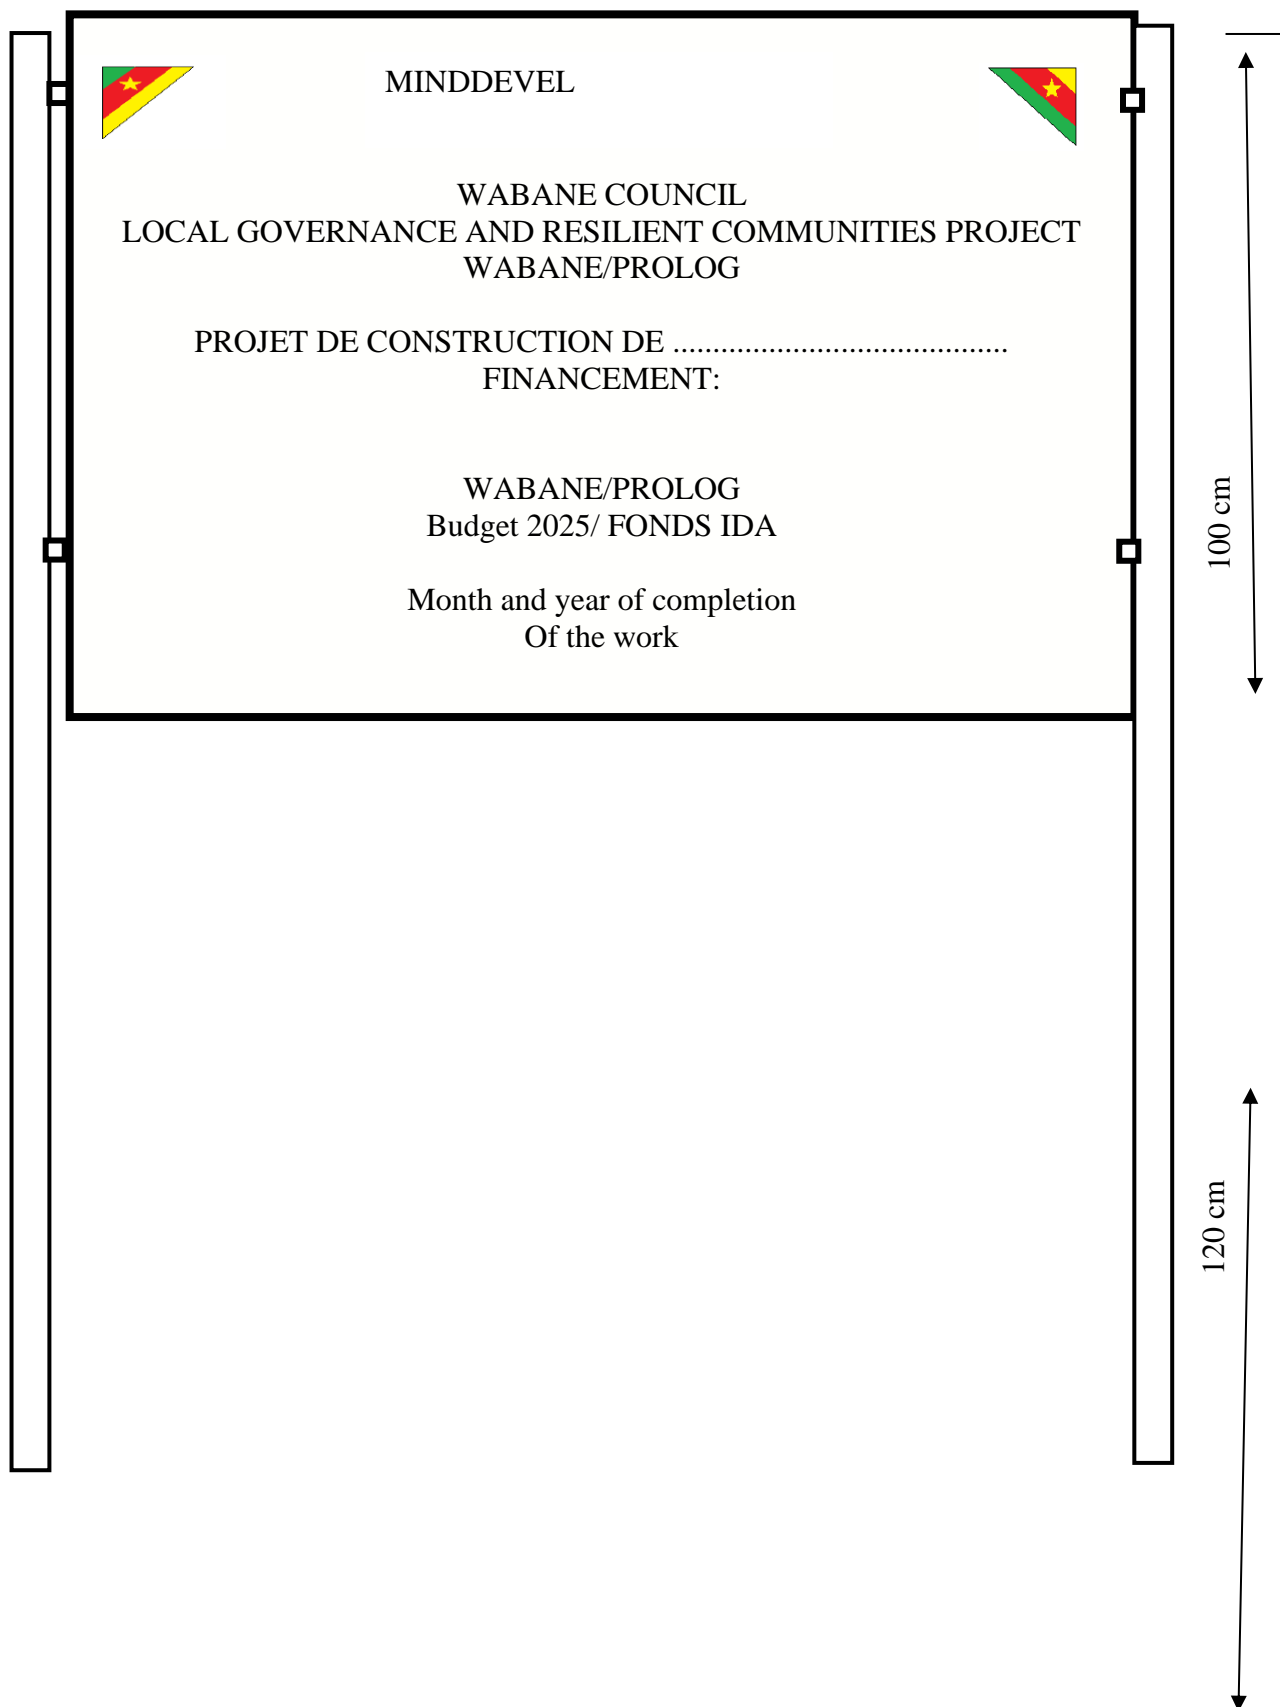 MINDDEVEL
WABANE COUNCIL
LOCAL GOVERNANCE AND RESILIENT COMMUNITIES PROJECT
WABANE/PROLOG
PROJET DE CONSTRUCTION DE ..........................................
FINANCEMENT:
WABANE/PROLOG
Budget 2025/ FONDS IDA
Month and year of completion
Of the work
100 cm
120 cm